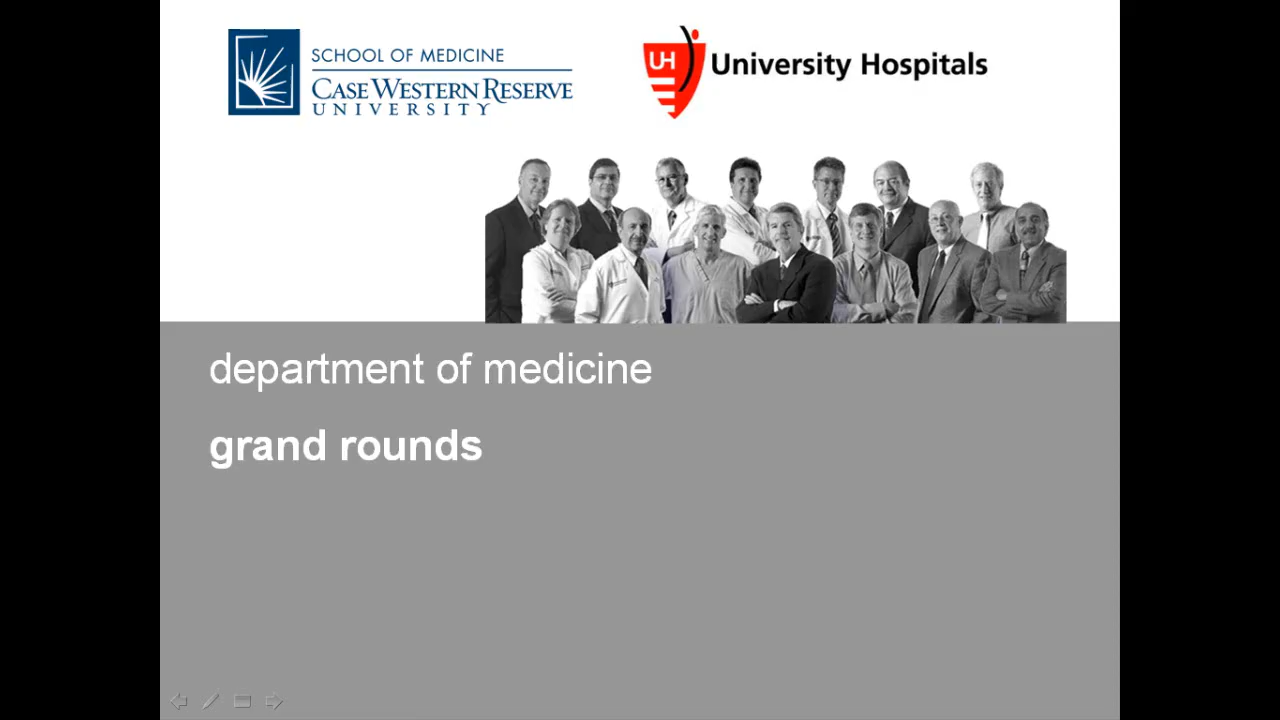 SCHOOL OF MEDICINE
CASE WESTERN RESERVE
UNIVERSITY
UH
University Hospitals
department of medicine
grand rounds